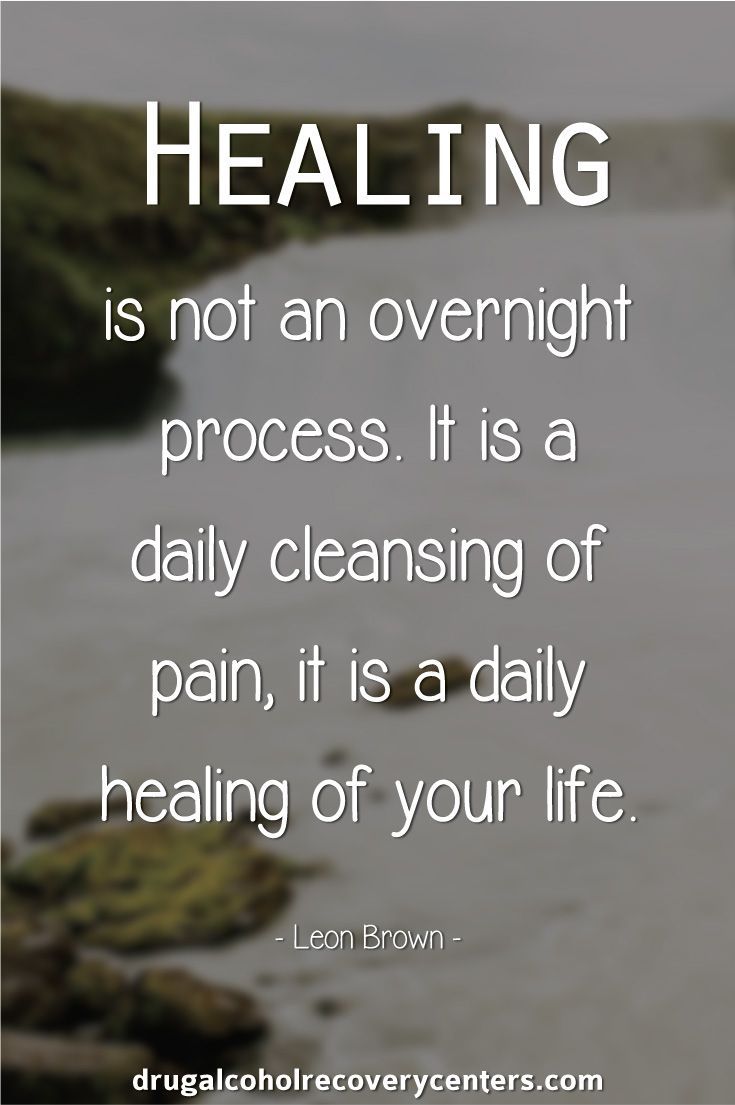 HEALING
is not an overnight
process. It is a
daily cleansing of
pain, it is a daily
healing of your life.
- Leon Brown -
drugalcoholrecoverycenters.com